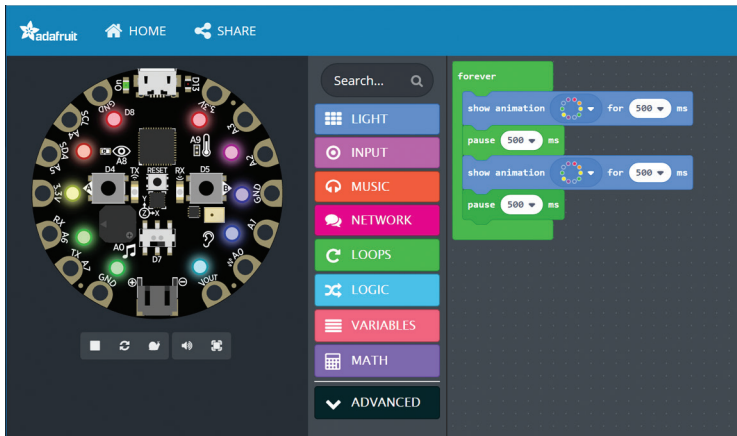 adafruit
HOME
SHARE
Search...
LIGHT
INPUT
MUSIC
NETWORK
LOOPS
LOGIC
VARIABLES
MATH
ADVANCED
forever
show animation for 500 ms
pause 500 ms
show animation for 500 ms
pause 500 ms
On
D13
GND
D8
3.3V
SCL
A4
A3
SDA
A5
A8
A9
A2
D4
TX
RESET
RX
D5
3.3V
A
B
GND
Y
Z
X
RX
A6
A1
A0
D7
TX
A7
GND
VOUT
A0